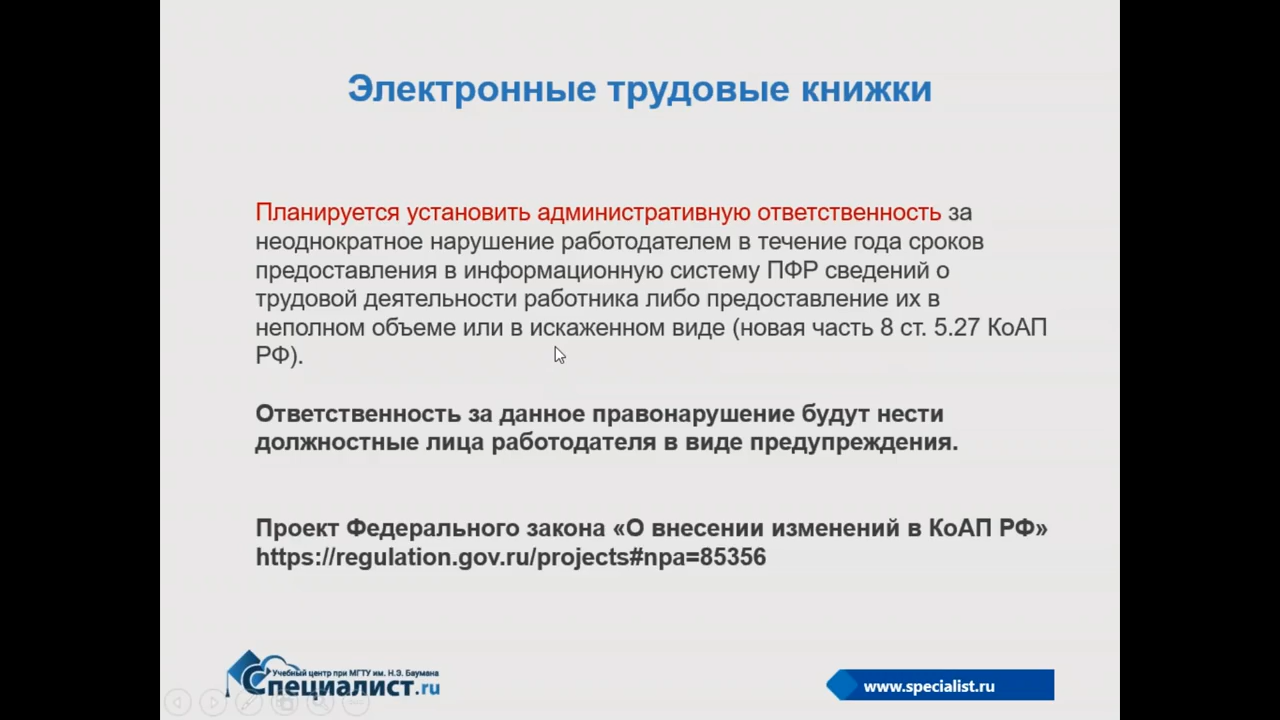 Электронные трудовые книжки
Планируется установить административную ответственность за
неоднократное нарушение работодателем в течение года сроков
предоставления в информационную систему ПФР сведений о
трудовой деятельности работника либо предоставление их в
неполном объеме или в искаженном виде (новая часть 8 ст. 5.27 КоАП
РФ).
Ответственность за данное правонарушение будут нести
должностные лица работодателя в виде предупреждения.
Проект Федерального закона «О внесении изменений в КоАП РФ»
https://regulation.gov.ru/projects#npa=85356
Учебный центр при МГТУ им. Н.Э. Баумана
Специалист.ru
www.specialist.ru